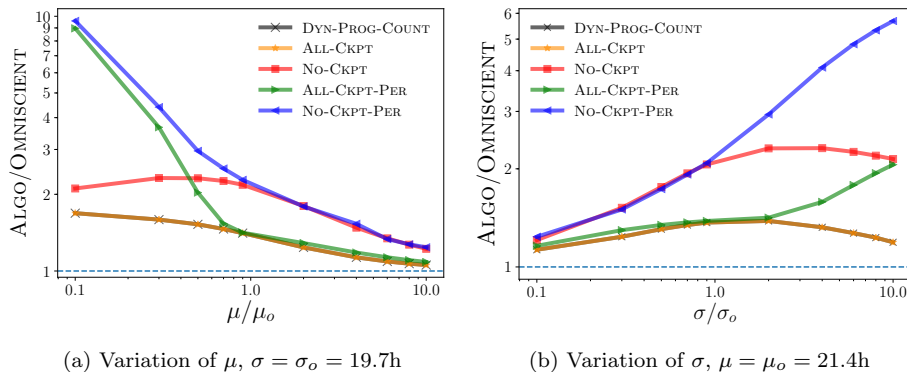 10
9
8
7
6
5
4
3
2
1
ALGO/OMNISCIENT
DYN-PROG-COUNT
ALL-CKPT
NO-CKPT
ALL-CKPT-PER
NO-CKPT-PER
0.1
1.0
10.0
μ/μₒ
(a) Variation of μ, σ = σₒ = 19.7h
6
5
4
3
2
1
ALGO/OMNISCIENT
DYN-PROG-COUNT
ALL-CKPT
NO-CKPT
ALL-CKPT-PER
NO-CKPT-PER
0.1
1.0
10.0
σ/σₒ
(b) Variation of σ, μ = μₒ = 21.4h